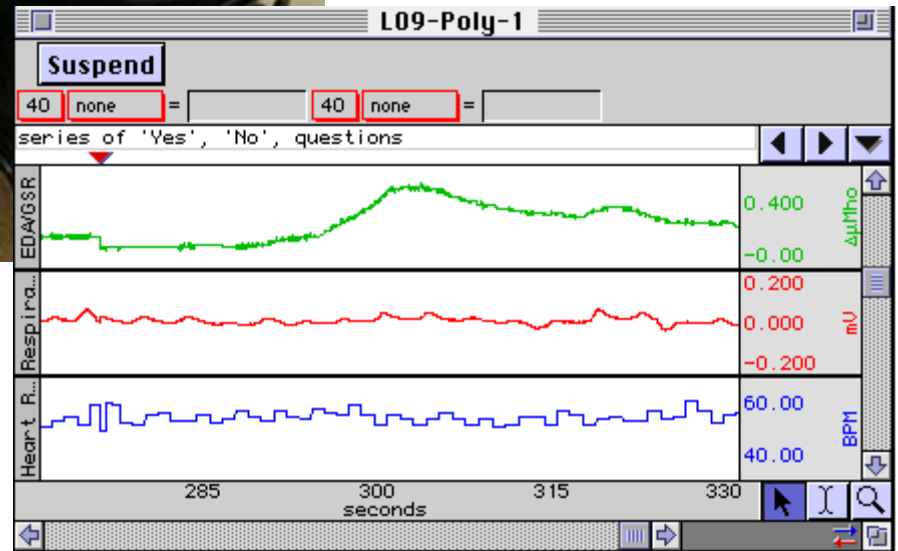 L09-Poly-1
Suspend
40 none = 40 none =
series of 'Yes', 'No', questions
EDA/GSR
0.400
-0.00
ΔµMho
Respira...
0.200
0.000
-0.200
mV
Heart R...
60.00
40.00
BPM
285 300 315 330
seconds